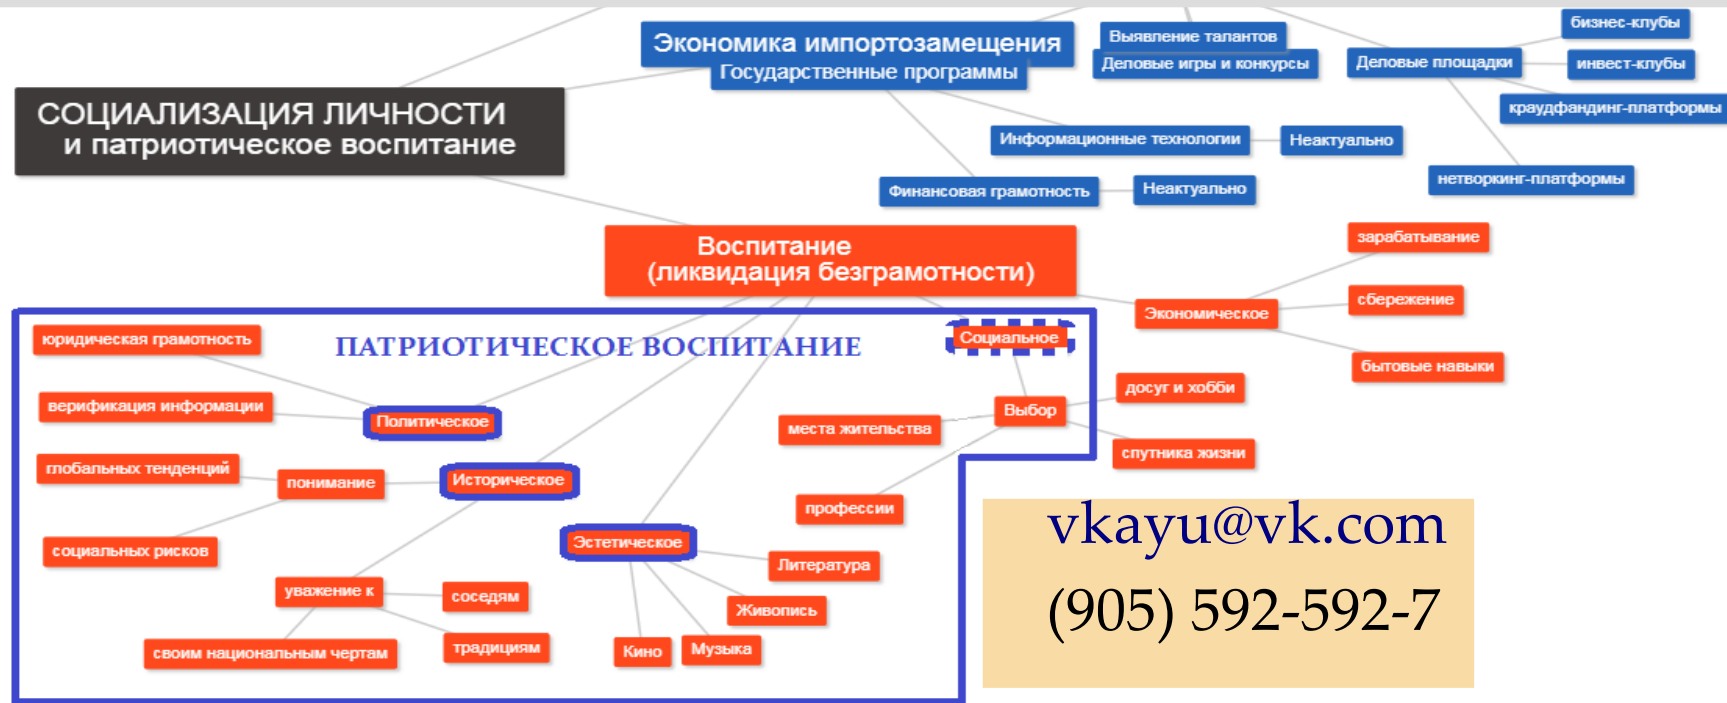 СОЦИАЛИЗАЦИЯ ЛИЧНОСТИ
и патриотическое воспитание
Экономика импортозамещения
Государственные программы
Выявление талантов
Деловые игры и конкурсы
Деловые площадки
бизнес-клубы
инвест-клубы
краудфандинг-платформы
нетворкинг-платформы
Информационные технологии
Неактуально
Финансовая грамотность
Неактуально
Воспитание
(ликвидация безграмотности)
Экономическое
зарабатывание
сбережение
бытовые навыки
ПАТРИОТИЧЕСКОЕ ВОСПИТАНИЕ
Социальное
Выбор
досуг и хобби
спутника жизни
места жительства
профессии
юридическая грамотность
верификация информации
Политическое
глобальных тенденций
понимание
Историческое
социальных рисков
уважение к
соседям
традициям
своим национальным чертам
Эстетическое
Литература
Живопись
Музыка
Кино
vkayu@vk.com
(905) 592-592-7